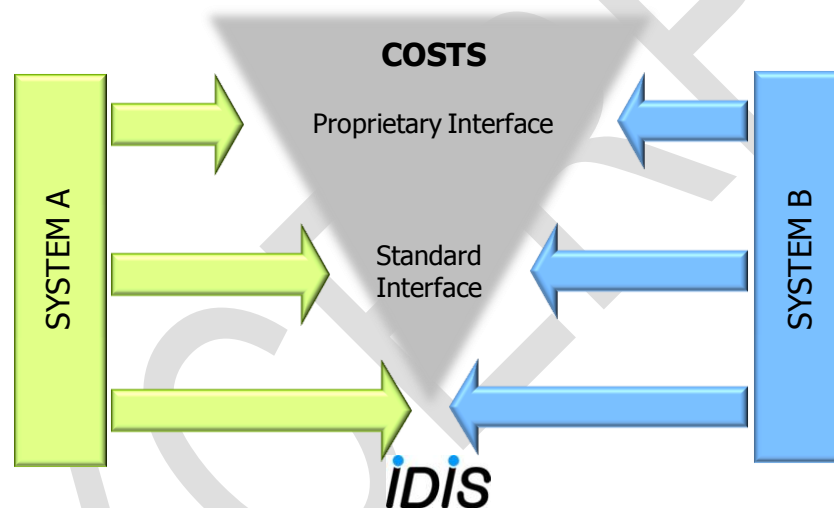 COSTS
Proprietary Interface
SYSTEM A
SYSTEM B
Standard
Interface
iDiS